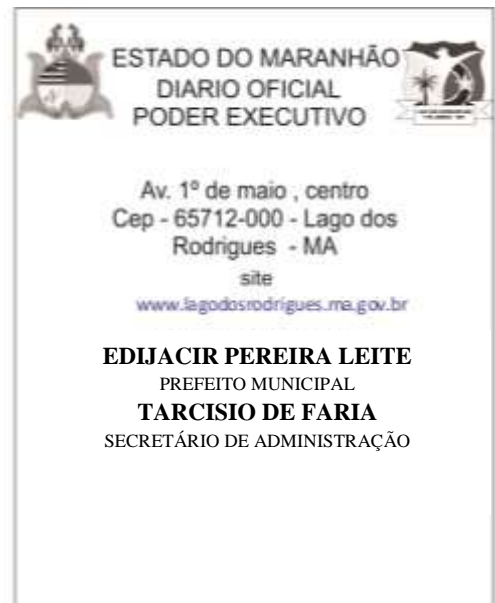 ESTADO DO MARANHÃO
DIARIO OFICIAL
PODER EXECUTIVO
Av. 1º de maio , centro
Cep - 65712-000 - Lago dos
Rodrigues - MA
site
www.lagodosrodrigues.ma.gov.br
EDIJACIR PEREIRA LEITE
PREFEITO MUNICIPAL
TARCISIO DE FARIA
SECRETÁRIO DE ADMINISTRAÇÃO